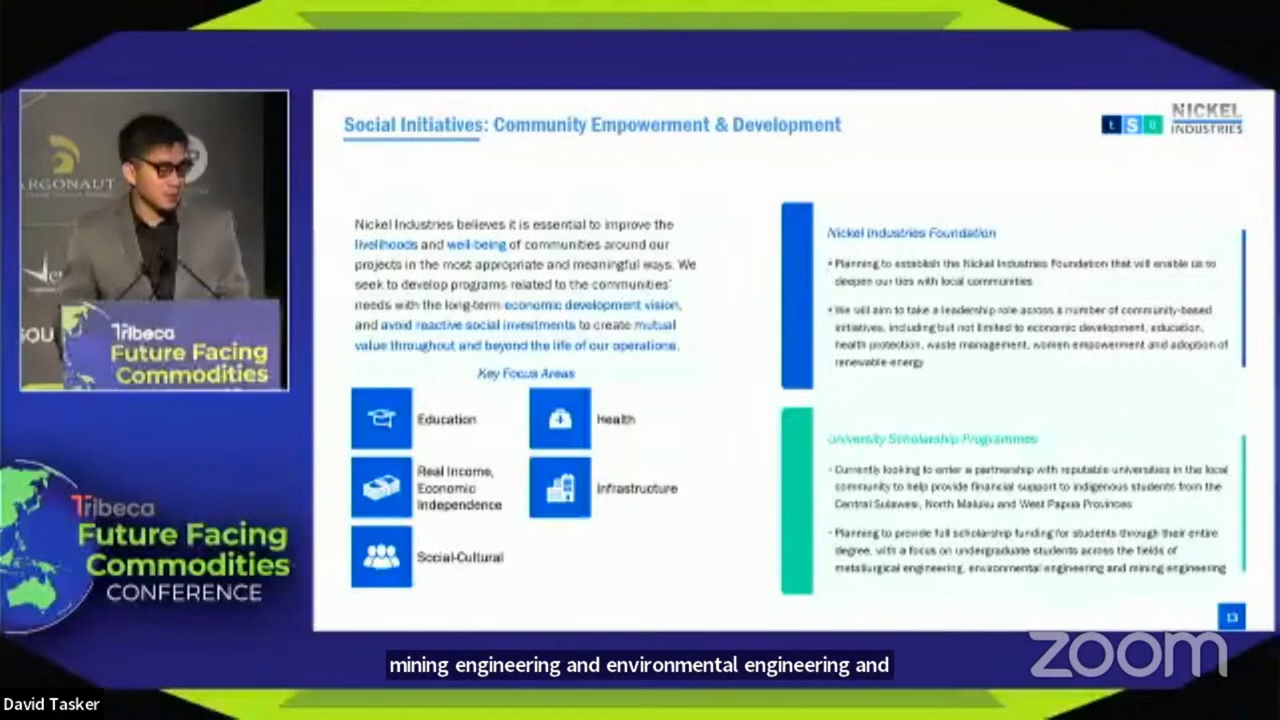 ARGONAUT
SOU
Tribeca
Future Facing
Commodities
Tribeca
Future Facing
Commodities
CONFERENCE
Social Initiatives: Community Empowerment & Development
NICKEL
INDUSTRIES
Nickel Industries believes it is essential to improve the
livelihoods and well-being of communities around our
projects in the most appropriate and meaningful ways. We
seek to develop programs related to the communities'
needs with the long-term economic development vision,
and avoid reactive social investments to create mutual
value throughout and beyond the life of our operations.
Key Focus Areas
Education
Health
Real Income,
Economic
Independence
Infrastructure
Social-Cultural
Nickel Industries Foundation
• Planning to establish the Nickel Industries Foundation that will enable us to
deepen our ties with local communities
• We will aim to take a leadership role across a number of community-based
initiatives, including but not limited to economic development, education,
health protection, waste management, women empowerment and adoption of
renewable energy
University Scholarship Programmes
• Currently looking to enter a partnership with reputable universities in the local
community to help provide financial support to indigenous students from the
Central Sulawesi, North Maluku and West Papua Provinces
• Planning to provide full scholarship funding for students through their entire
degree, with a focus on undergraduate students across the fields of
metallurgical engineering, environmental engineering and mining engineering
13
zoom
mining engineering and environmental engineering and
David Tasker